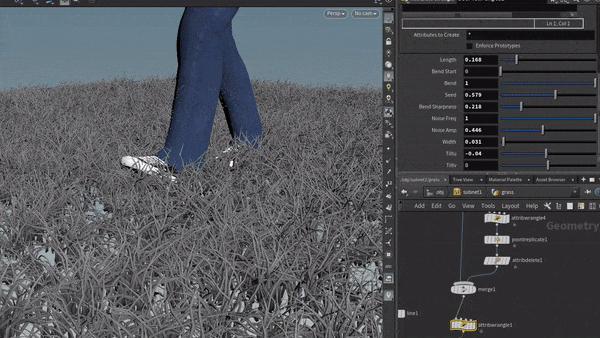 Persp
No cam
Ln 1, Col 1
Attributes to Create
Enforce Prototypes
Length 0.168
Bend Start 0
Bend 1
Seed 0.579
Bend Sharpness 0.218
Noise Freq 1
Noise Amp 0.446
Width 0.031
Tiltu -0.04
Tiltv 0
Tree View
Material Palette
Asset Browser
obj
subnet1
grass
Add Edit Go View Tools Layout Help
Geometry
attribwrangle4
pointreplicate1
attribdelete1
merge1
line1
attribwrangle1